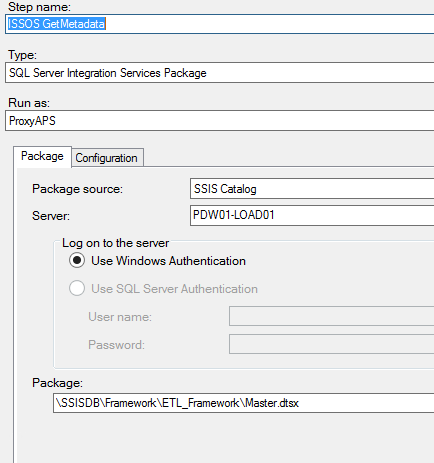 Step name:
ISSOS GetMetadata
Type:
SQL Server Integration Services Package
Run as:
ProxyAPS
Package
Configuration
Package source:
SSIS Catalog
Server:
PDW01-LOAD01
Log on to the server
Use Windows Authentication
Use SQL Server Authentication
User name:
Password:
Package:
\SSISDB\Framework\ETL_Framework\Master.dtsx